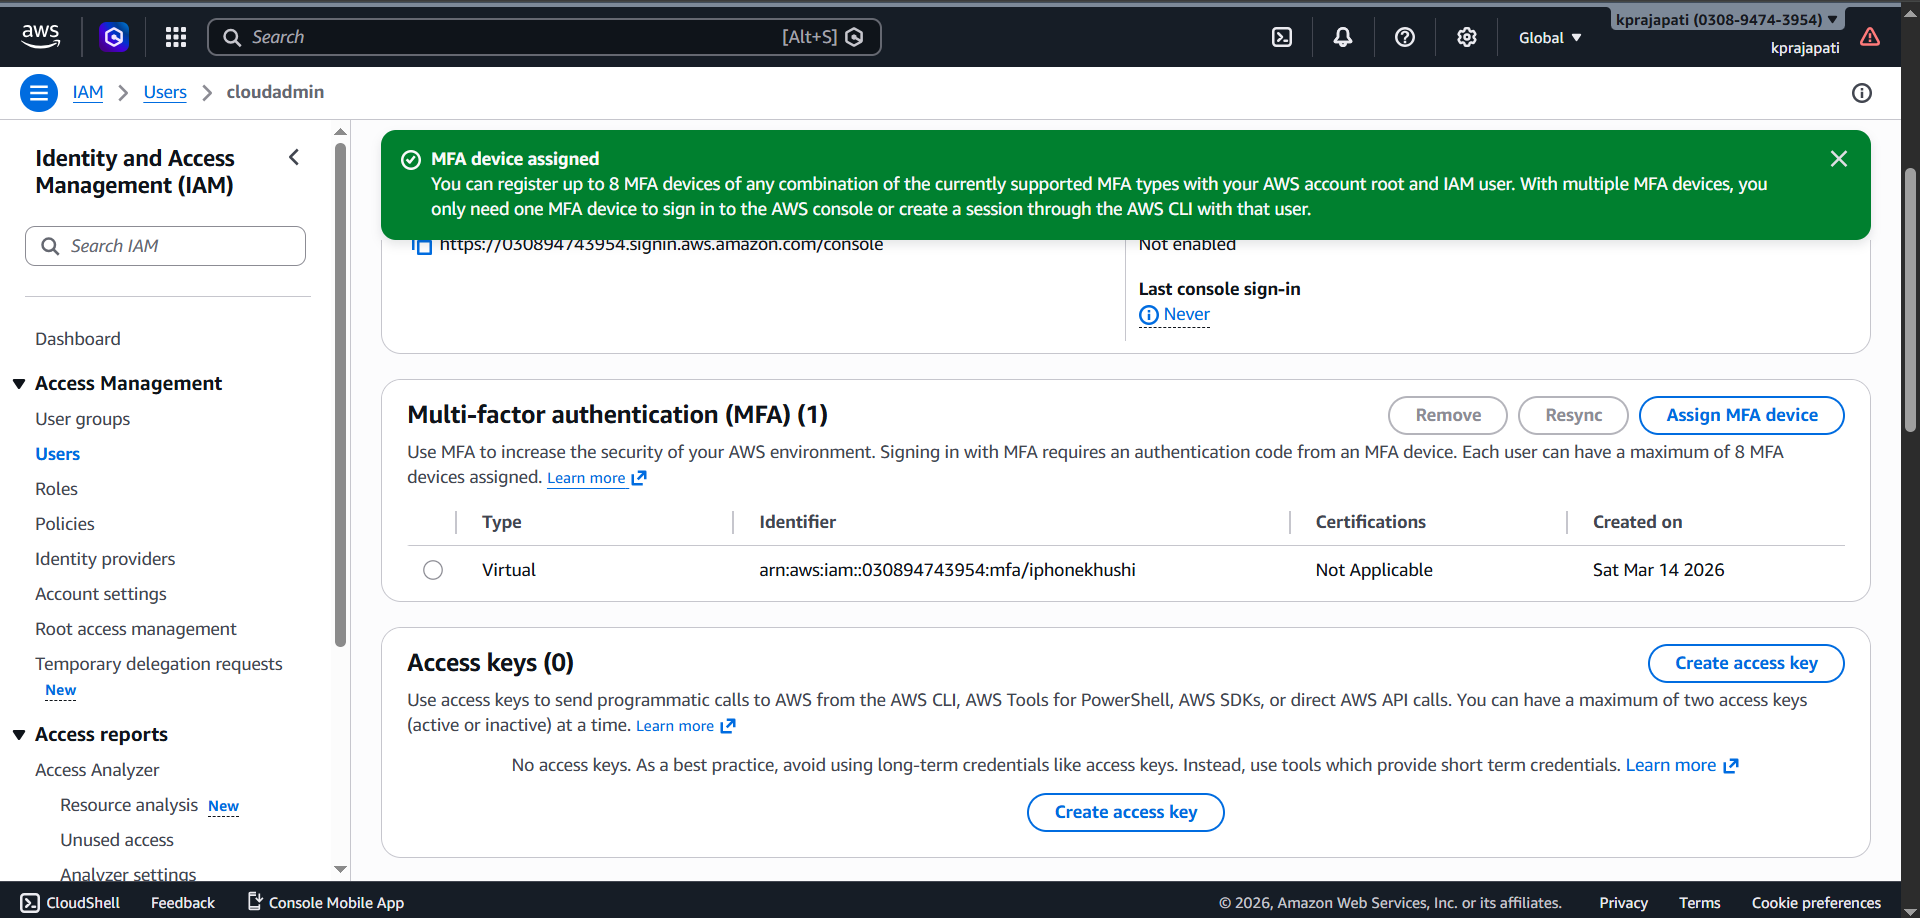 aws
Search
[Alt+S]
Global
kprajapati (0308-9474-3954)
kprajapati
IAM
Users
cloudadmin
Identity and Access
Management (IAM)
Search IAM
Dashboard
Access Management
User groups
Users
Roles
Policies
Identity providers
Account settings
Root access management
Temporary delegation requests
New
Access reports
Access Analyzer
Resource analysis New
Unused access
Analyzer settings
MFA device assigned
You can register up to 8 MFA devices of any combination of the currently supported MFA types with your AWS account root and IAM user. With multiple MFA devices, you
only need one MFA device to sign in to the AWS console or create a session through the AWS CLI with that user.
https://030894743954.signin.aws.amazon.com/console
Not enabled
Last console sign-in
Never
Multi-factor authentication (MFA) (1)
Remove
Resync
Assign MFA device
Use MFA to increase the security of your AWS environment. Signing in with MFA requires an authentication code from an MFA device. Each user can have a maximum of 8 MFA
devices assigned. Learn more
Type Identifier Certifications Created on
Virtual arn:aws:iam::030894743954:mfa/iphonekhushi Not Applicable Sat Mar 14 2026
Access keys (0)
Create access key
Use access keys to send programmatic calls to AWS from the AWS CLI, AWS Tools for PowerShell, AWS SDKs, or direct AWS API calls. You can have a maximum of two access keys
(active or inactive) at a time. Learn more
No access keys. As a best practice, avoid using long-term credentials like access keys. Instead, use tools which provide short term credentials. Learn more
Create access key
CloudShell Feedback Console Mobile App © 2026, Amazon Web Services, Inc. or its affiliates. Privacy Terms Cookie preferences